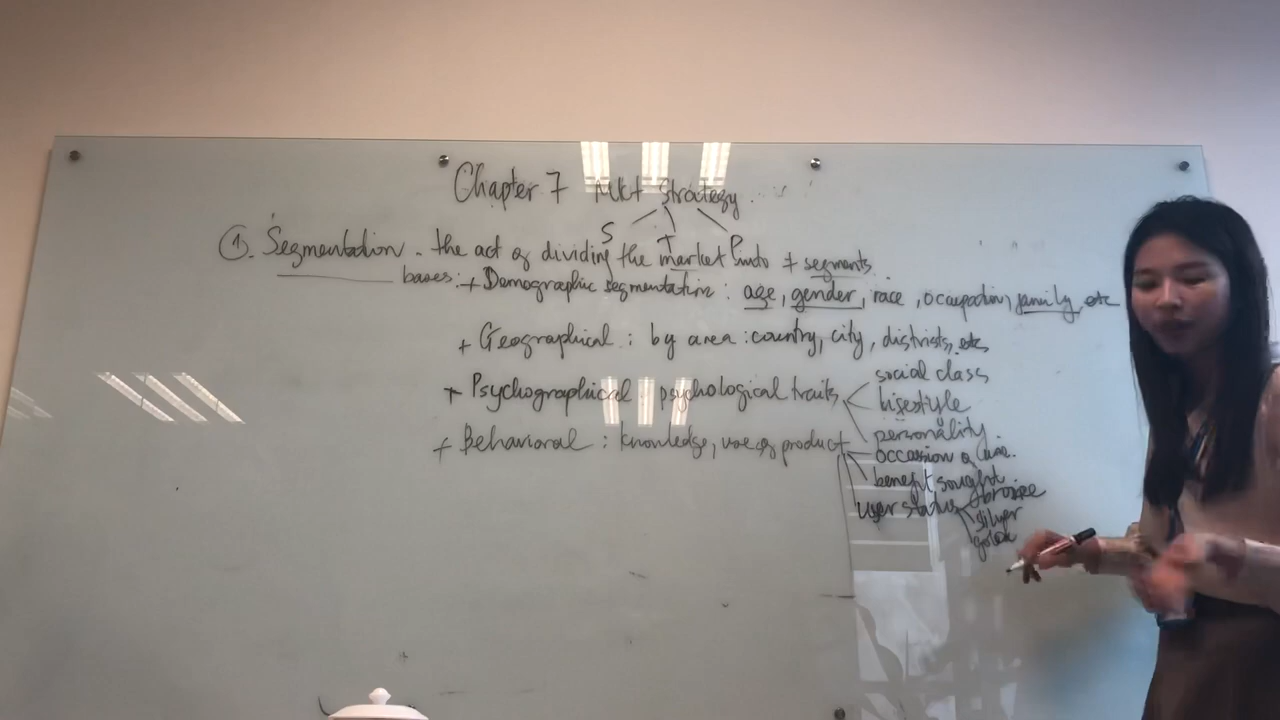 Chapter 7 Mkt Strategy
S T P
①. Segmentation - the act of dividing the market into ≠ segments
bases: + Demographic segmentation : age, gender, race, occupation, family, etc
+ Geographical : by area : country, city, districts, etc
+ Psychographical psychological traits
social class
lifestyle
personality
+ Behavioral : knowledge, use of product
occassion of use
benefit sought
user status
bronze
silver
gold